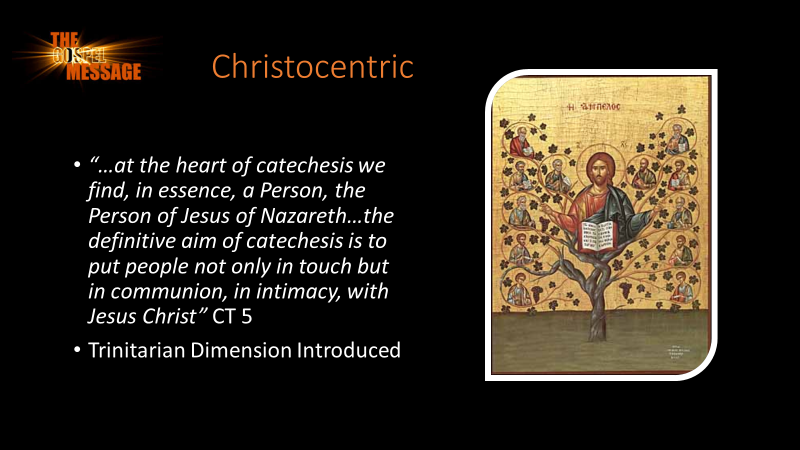 THE
GOSPEL
MESSAGE
Christocentric
• “…at the heart of catechesis we
find, in essence, a Person, the
Person of Jesus of Nazareth…the
definitive aim of catechesis is to
put people not only in touch but
in communion, in intimacy, with
Jesus Christ” CT 5
• Trinitarian Dimension Introduced
Η ἌΜΠΕΛΟϹ